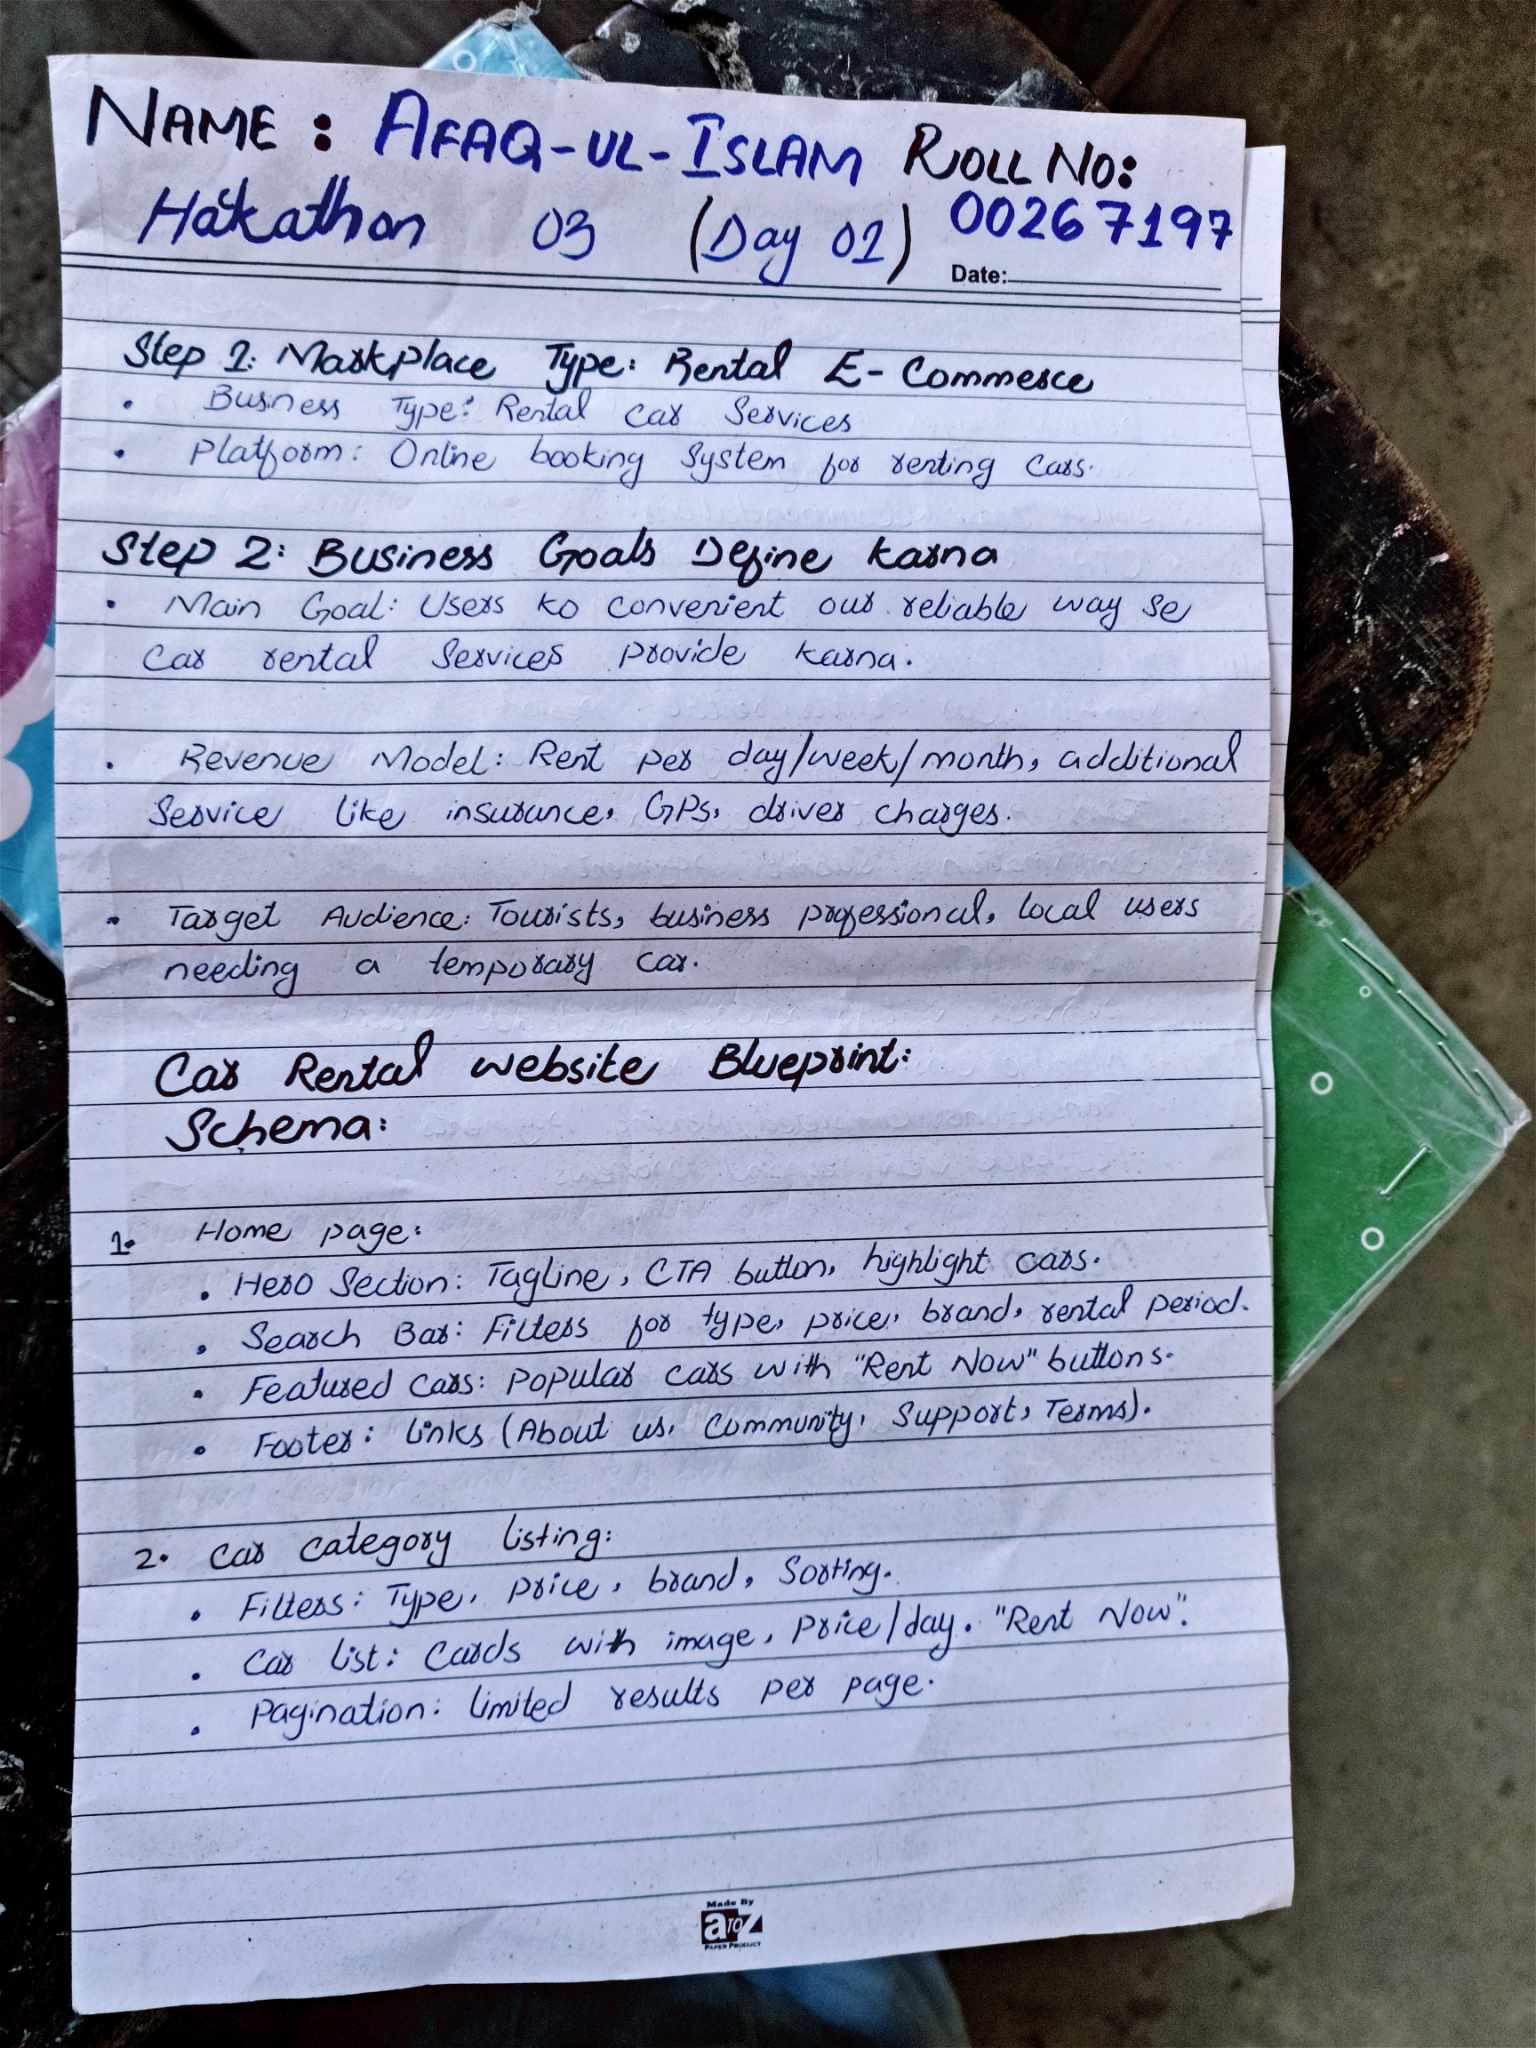 NAME : AFAQ-UL-ISLAM ROLL NO:
Hakathon 03 (Day 01) 00267197
Date:
Step 1: Markplace Type: Rental E-Commerce
• Business Type: Rental Car Services
• Platform: Online booking System for renting Cars.
Step 2: Business Goals Define karna
• Main Goal: Users ko convenient our reliable way se
Car rental Services provide karna.
• Revenue Model: Rent per day/week/month, additional
Service like insurance, GPs, driver charges.
• Target Audience: Tourists, business professional, local users
needing a temporary car.
Car Rental website Blueprint:
Schema:
1. Home page:
• Hero Section: Tagline, CTA button, highlight cars.
• Search Bar: Filters for type, price, brand, rental period.
• Featured cars: popular cars with "Rent Now" buttons.
• Footer: links (About us, Community, Support, Terms).
2. Car category listing:
• Filters: Type, price, brand, Sorting.
• Car list: Cards with image, price/day. "Rent Now".
• Pagination: limited results per page.
Made By
a TO Z
PAPER PRODUCT